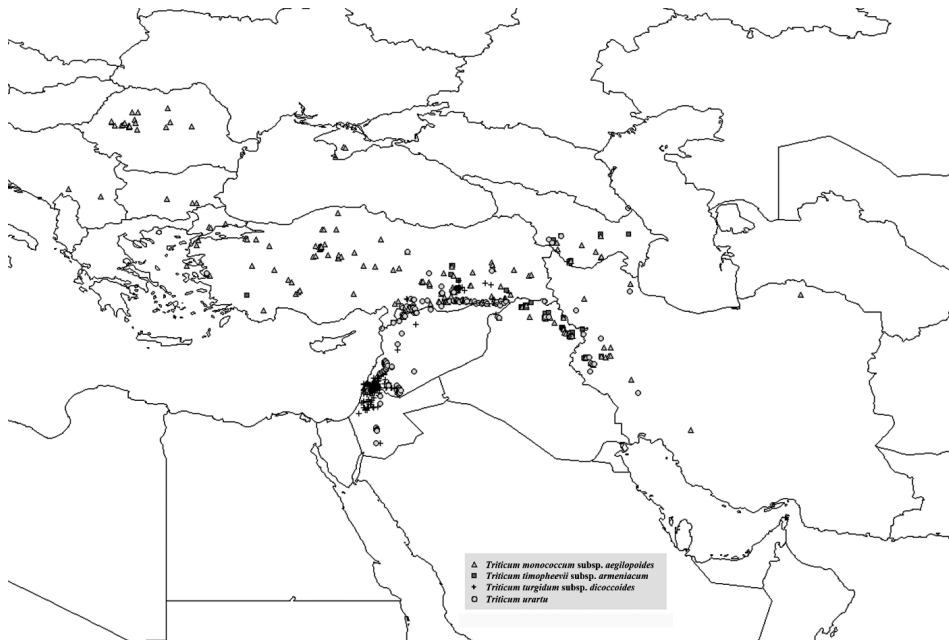 Triticum monococcum subsp. aegilopoides
Triticum timopheevii subsp. armeniacum
Triticum turgidum subsp. dicoccoides
Triticum urartu